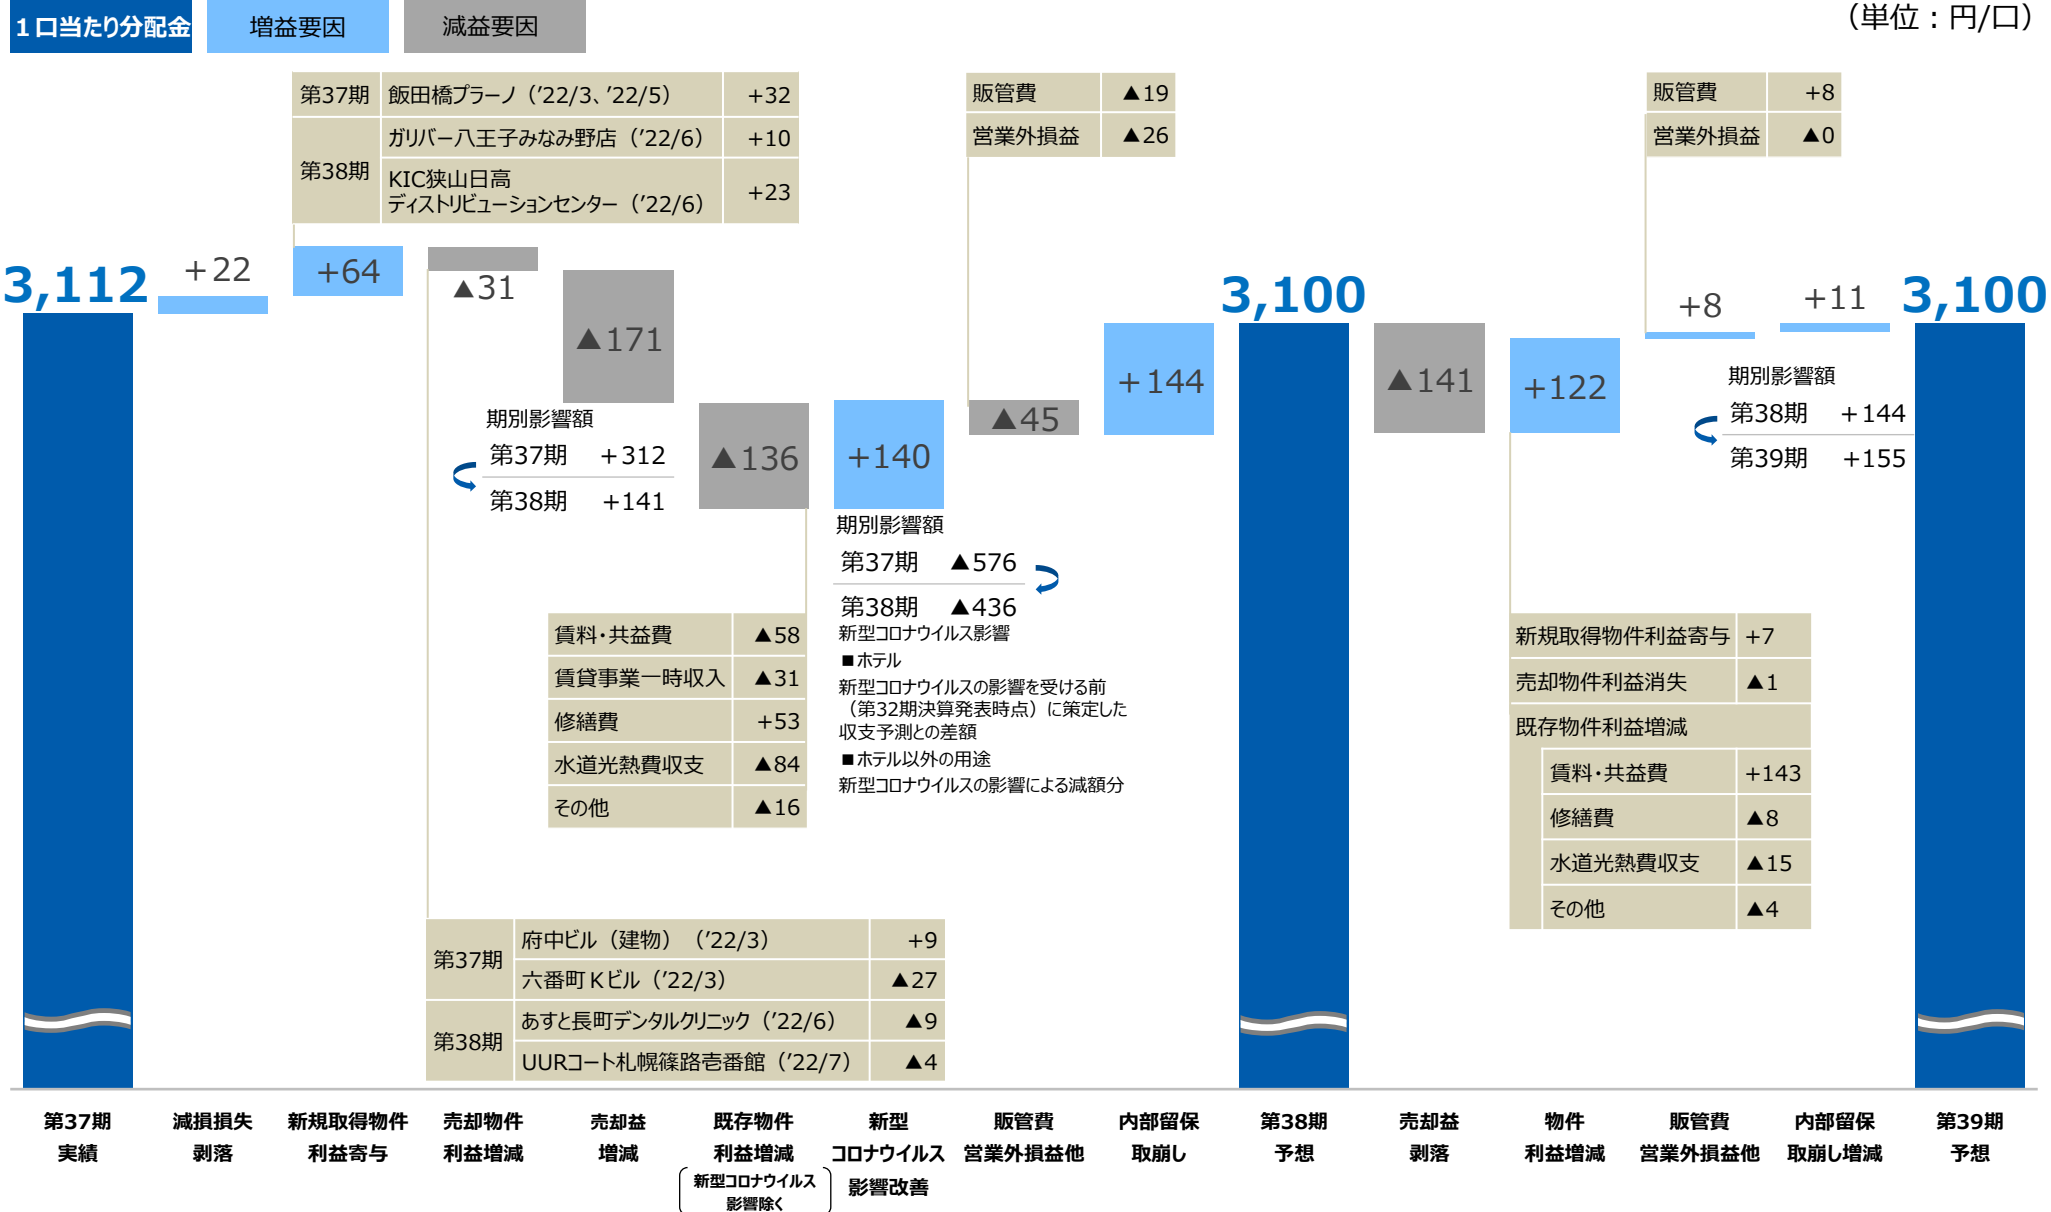 １口当たり分配金
増益要因
減益要因
（単位：円/口）
第37期 飯田橋プラーノ（’22/3、’22/5） +32
第38期 ガリバー八王子みなみ野店（’22/6） +10
KIC狭山日高
ディストリビューションセンター（’22/6） +23
販管費 ▲19
営業外損益 ▲26
販管費 +8
営業外損益 ▲0
3,112
＋22
+64
▲31
▲171
▲136
+140
▲45
＋144
3,100
▲141
+122
+8
+11
3,100
期別影響額
第37期 +312
第38期 +141
期別影響額
第37期 ▲576
第38期 ▲436
新型コロナウイルス影響
■ホテル
新型コロナウイルスの影響を受ける前
（第32期決算発表時点）に策定した
収支予測との差額
■ホテル以外の用途
新型コロナウイルスの影響による減額分
期別影響額
第38期 +144
第39期 +155
賃料・共益費 ▲58
賃貸事業一時収入 ▲31
修繕費 +53
水道光熱費収支 ▲84
その他 ▲16
新規取得物件利益寄与 +7
売却物件利益消失 ▲1
既存物件利益増減
賃料・共益費 +143
修繕費 ▲8
水道光熱費収支 ▲15
その他 ▲4
第37期 府中ビル（建物）（’22/3） +9
六番町Ｋビル（’22/3） ▲27
第38期 あすと長町デンタルクリニック（’22/6） ▲9
UURコート札幌篠路壱番館（’22/7） ▲4
第37期
実績
減損損失
剥落
新規取得物件
利益寄与
売却物件
利益増減
売却益
増減
既存物件
利益増減
新型コロナウイルス
影響除く
新型
コロナウイルス
影響改善
販管費
営業外損益他
内部留保
取崩し
第38期
予想
売却益
剥落
物件
利益増減
販管費
営業外損益他
内部留保
取崩し増減
第39期
予想